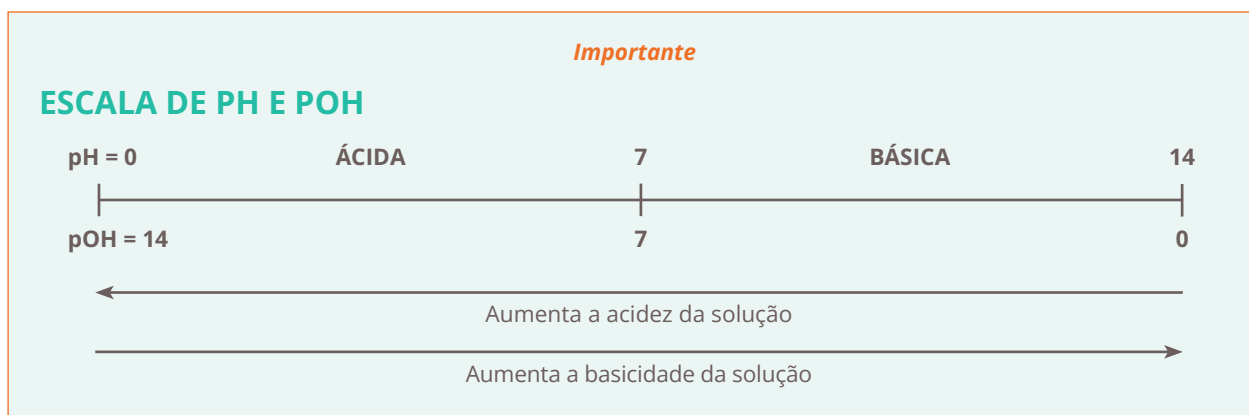 Importante
ESCALA DE PH E POH
pH = 0 ÁCIDA 7 BÁSICA 14
pOH = 14 7 0
Aumenta a acidez da solução
Aumenta a basicidade da solução